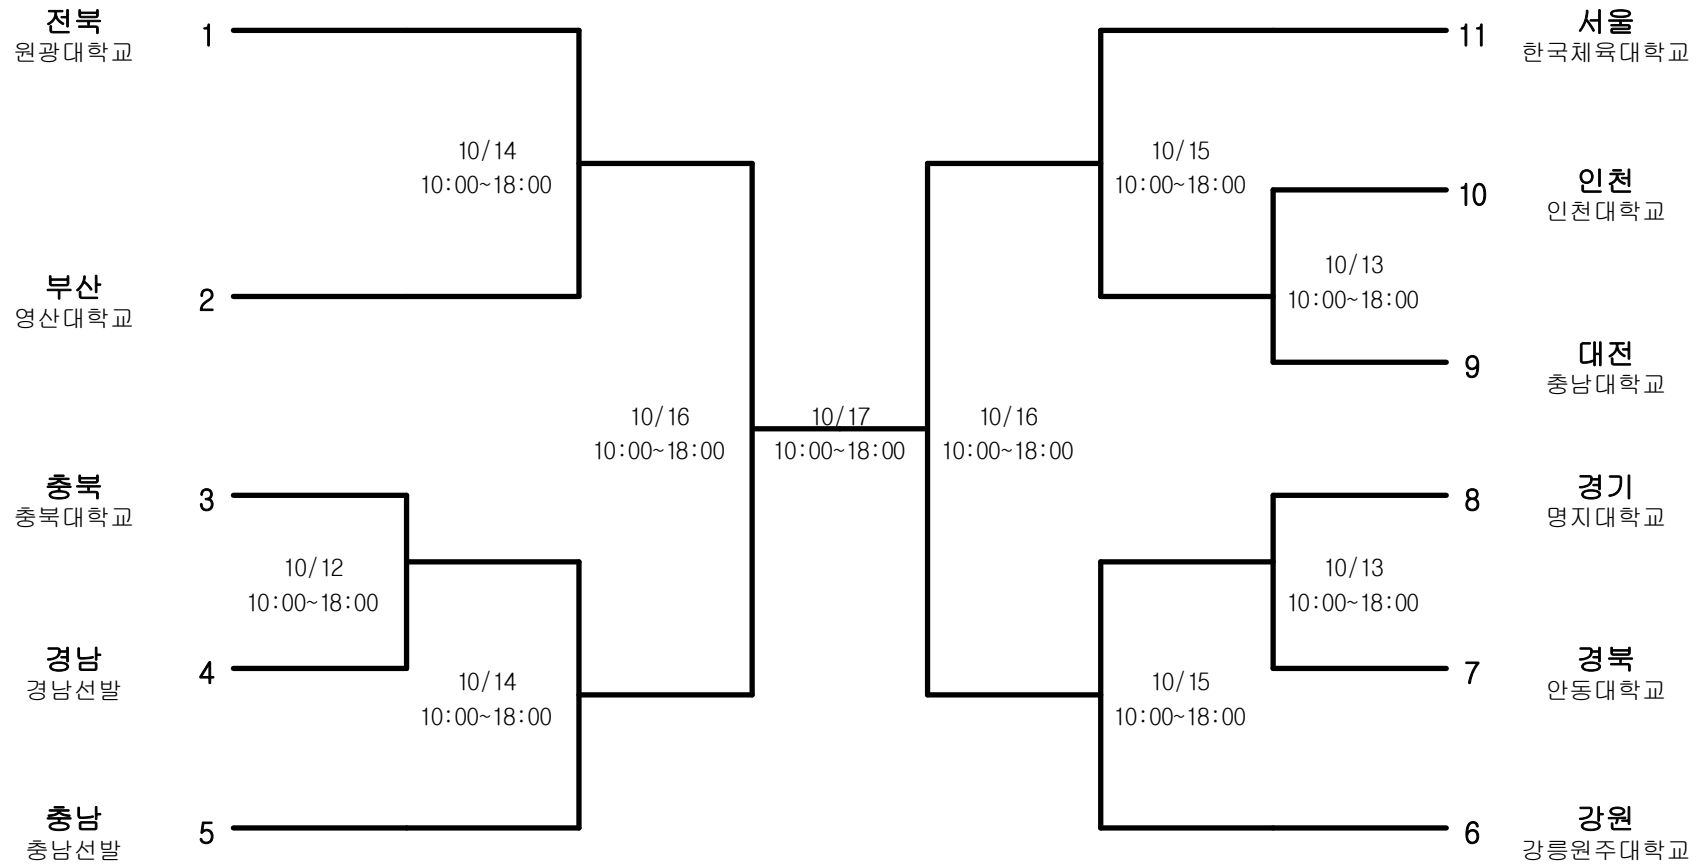 전북
원광대학교
1
10/14
10:00~18:00
부산
영산대학교
2
충북
충북대학교
3
10/12
10:00~18:00
경남
경남선발
4
10/14
10:00~18:00
충남
충남선발
5
10/16
10:00~18:00
10/17
10:00~18:00
10/16
10:00~18:00
11
서울
한국체육대학교
10/15
10:00~18:00
10
인천
인천대학교
10/13
10:00~18:00
9
대전
충남대학교
8
경기
명지대학교
10/13
10:00~18:00
7
경북
안동대학교
10/15
10:00~18:00
6
강원
강릉원주대학교